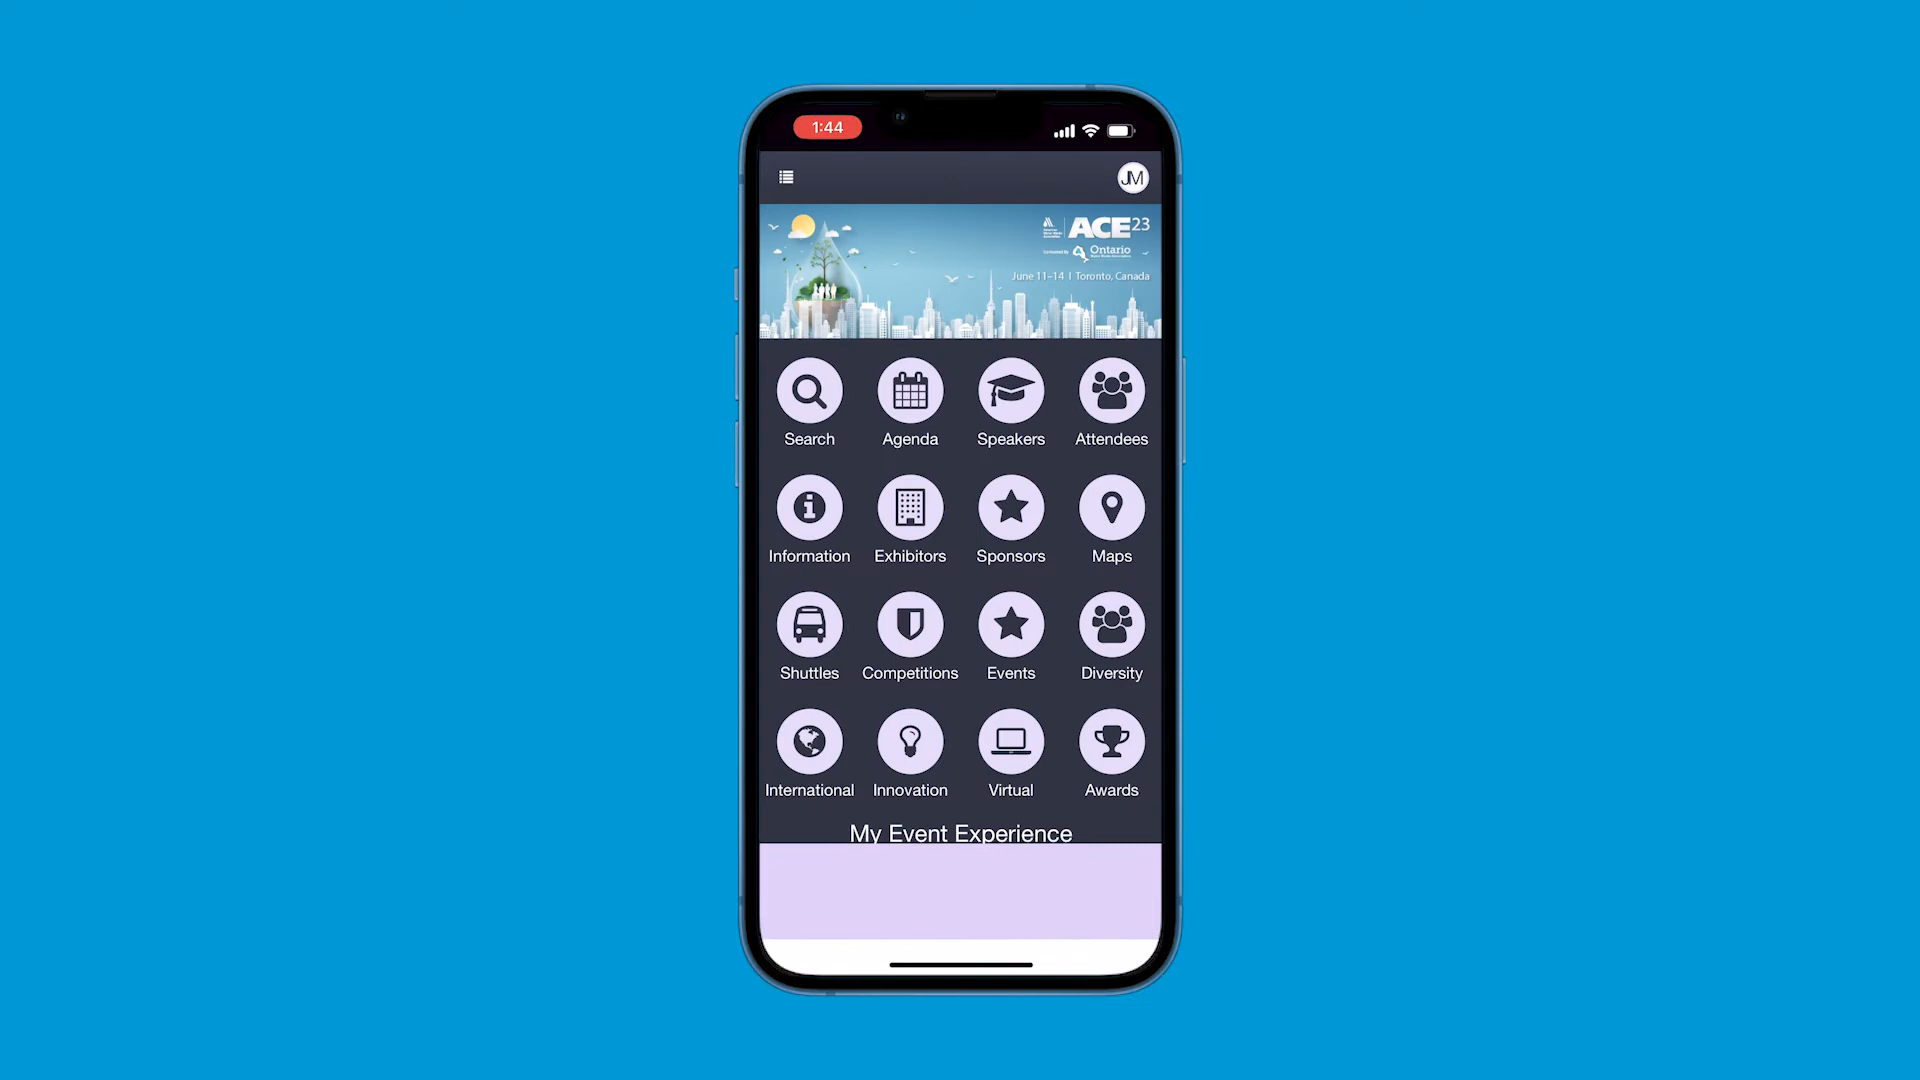 1:44
JM
ACE23
Ontario
June 11–14 | Toronto, Canada
Search
Agenda
Speakers
Attendees
Information
Exhibitors
Sponsors
Maps
Shuttles
Competitions
Events
Diversity
International
Innovation
Virtual
Awards
My Event Experience